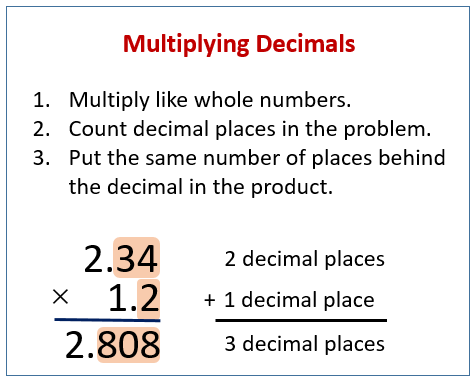 Multiplying Decimals
1. Multiply like whole numbers.
2. Count decimal places in the problem.
3. Put the same number of places behind
the decimal in the product.
2.34 2 decimal places
× 1.2 + 1 decimal place
2.808 3 decimal places